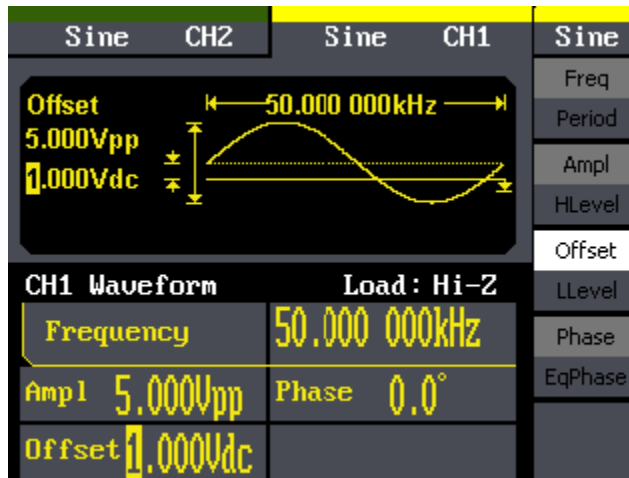 Sine CH2 Sine CH1 Sine
Freq
Period
Ampl
HLevel
Offset
LLevel
Phase
EqPhase
Offset 50.000 000kHz
5.000Vpp
1.000Vdc
CH1 Waveform Load: Hi-Z
Frequency 50.000 000kHz
Ampl 5.000Vpp Phase 0.0°
Offset 1.000Vdc